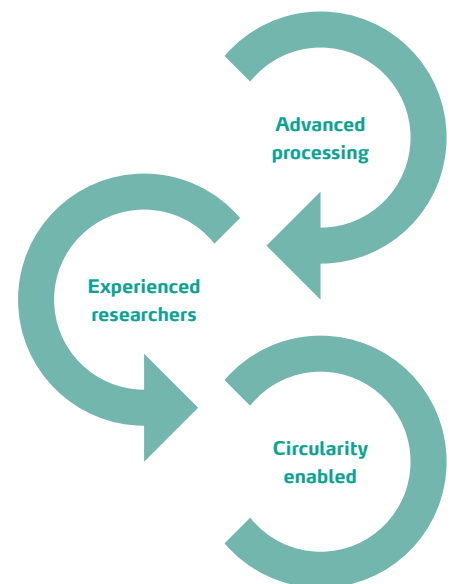 Advanced
processing
Experienced
researchers
Circularity
enabled